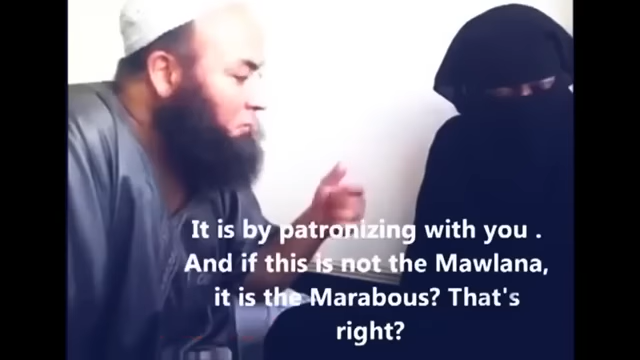 It is by patronizing with you .
And if this is not the Mawlana,
it is the Marabous? That's
right?